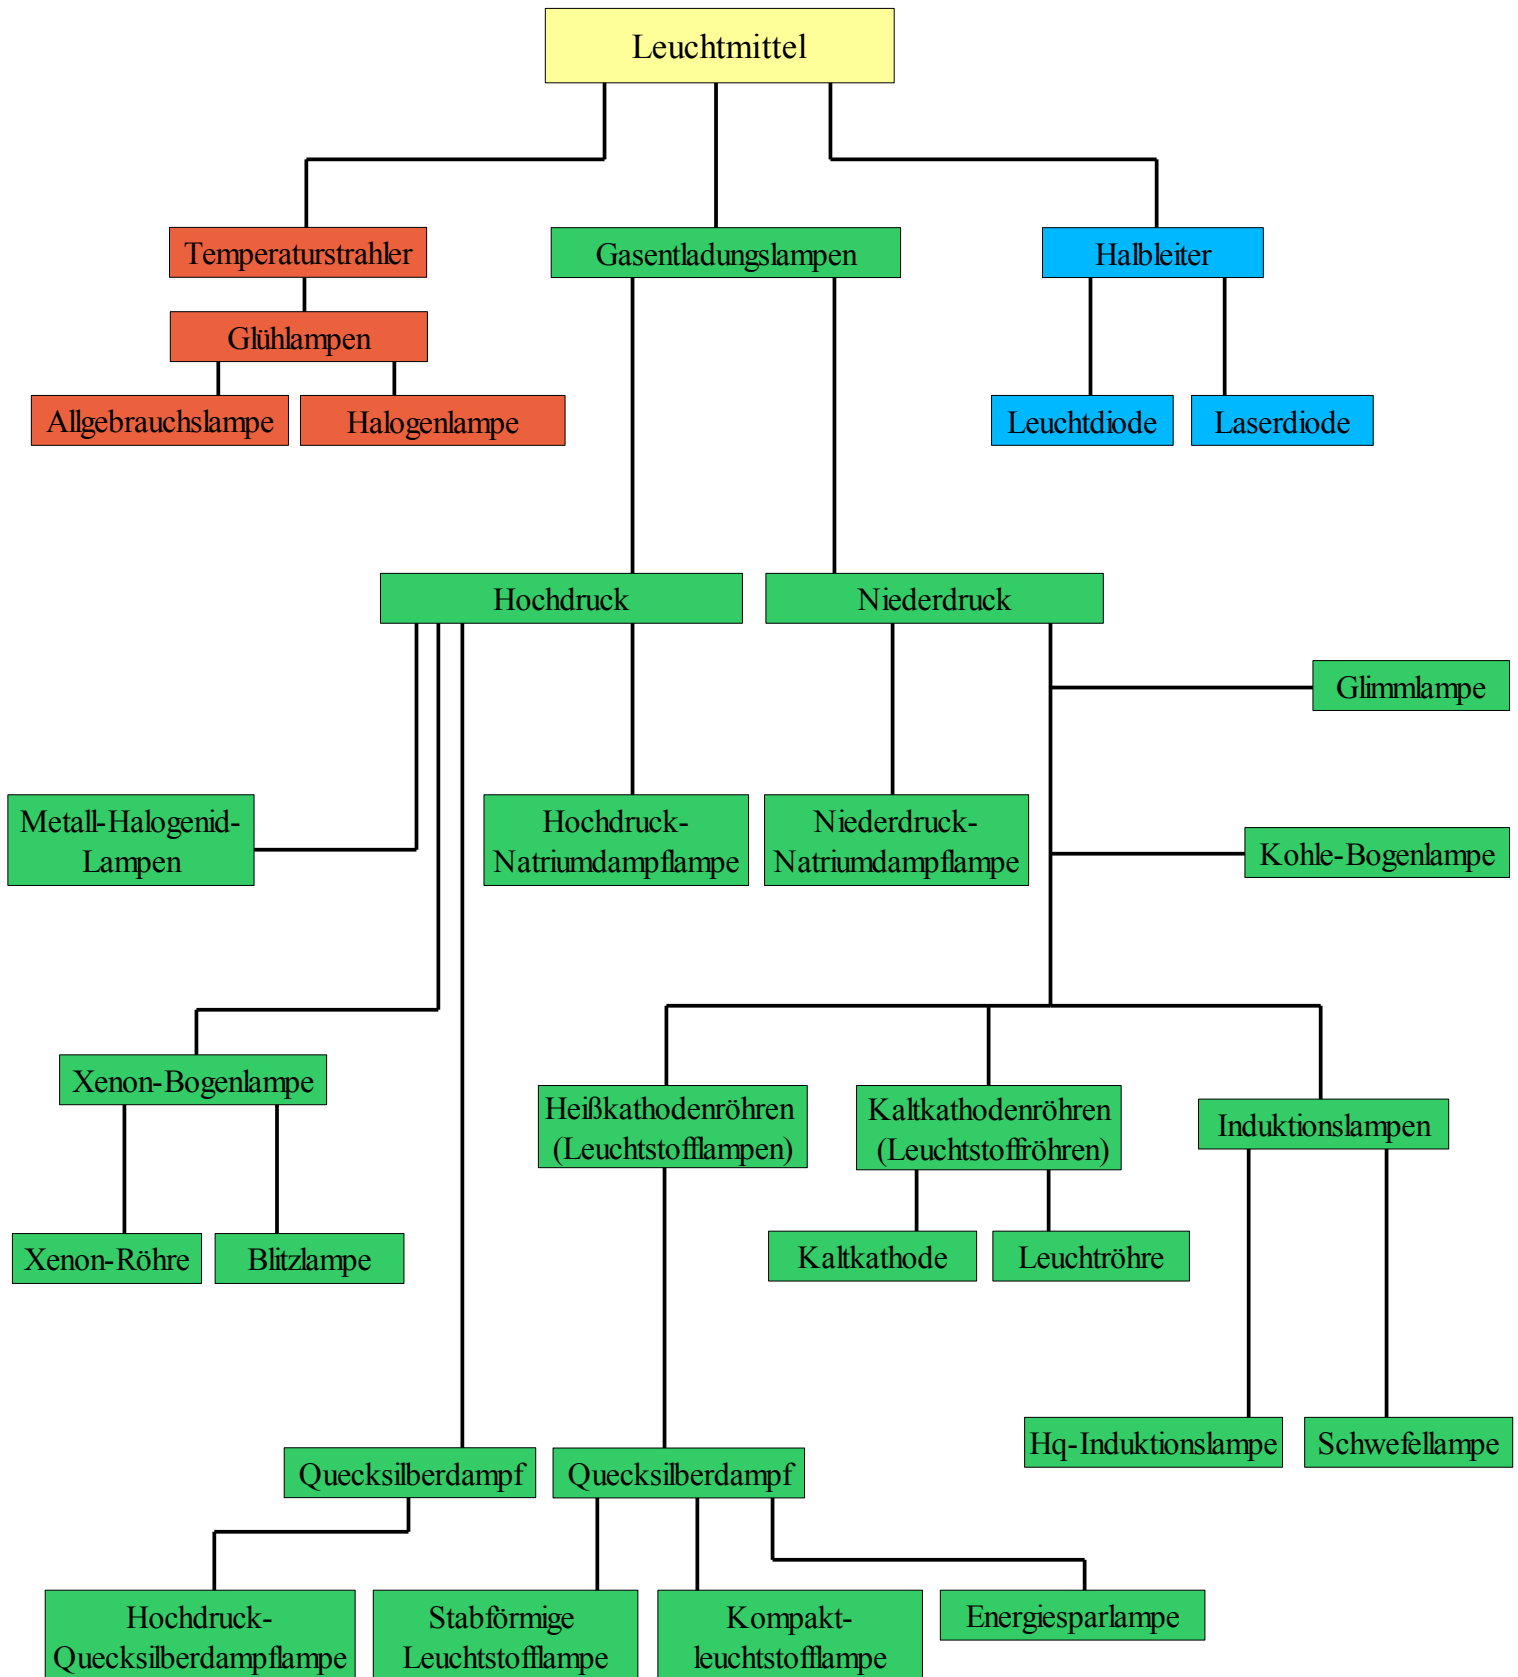 Leuchtmittel
Temperaturstrahler
Gasentladungslampen
Halbleiter
Glühlampen
Allgebrauchslampe
Halogenlampe
Leuchtdiode
Laserdiode
Hochdruck
Niederdruck
Glimmlampe
Metall-Halogenid-
Lampen
Hochdruck-
Natriumdampflampe
Niederdruck-
Natriumdampflampe
Kohle-Bogenlampe
Xenon-Bogenlampe
Heißkathodenröhren
(Leuchtstofflampen)
Kaltkathodenröhren
(Leuchtstoffröhren)
Induktionslampen
Xenon-Röhre
Blitzlampe
Kaltkathode
Leuchtröhre
Hq-Induktionslampe
Schwefellampe
Quecksilberdampf
Quecksilberdampf
Hochdruck-
Quecksilberdampflampe
Stabförmige
Leuchtstofflampe
Kompakt-
leuchtstofflampe
Energiesparlampe